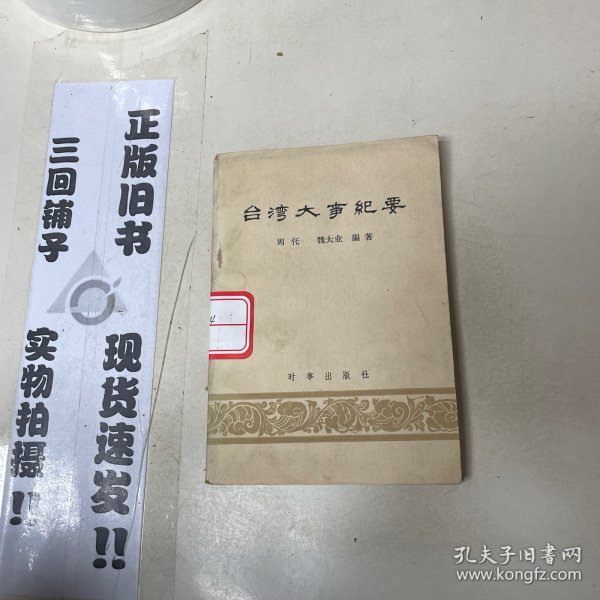 正版旧书
三回铺子
现货速发!!
实物拍摄!!
台湾大事纪要
周任 魏大业 编著
4
时事出版社
孔夫子旧书网
www.kongfz.com